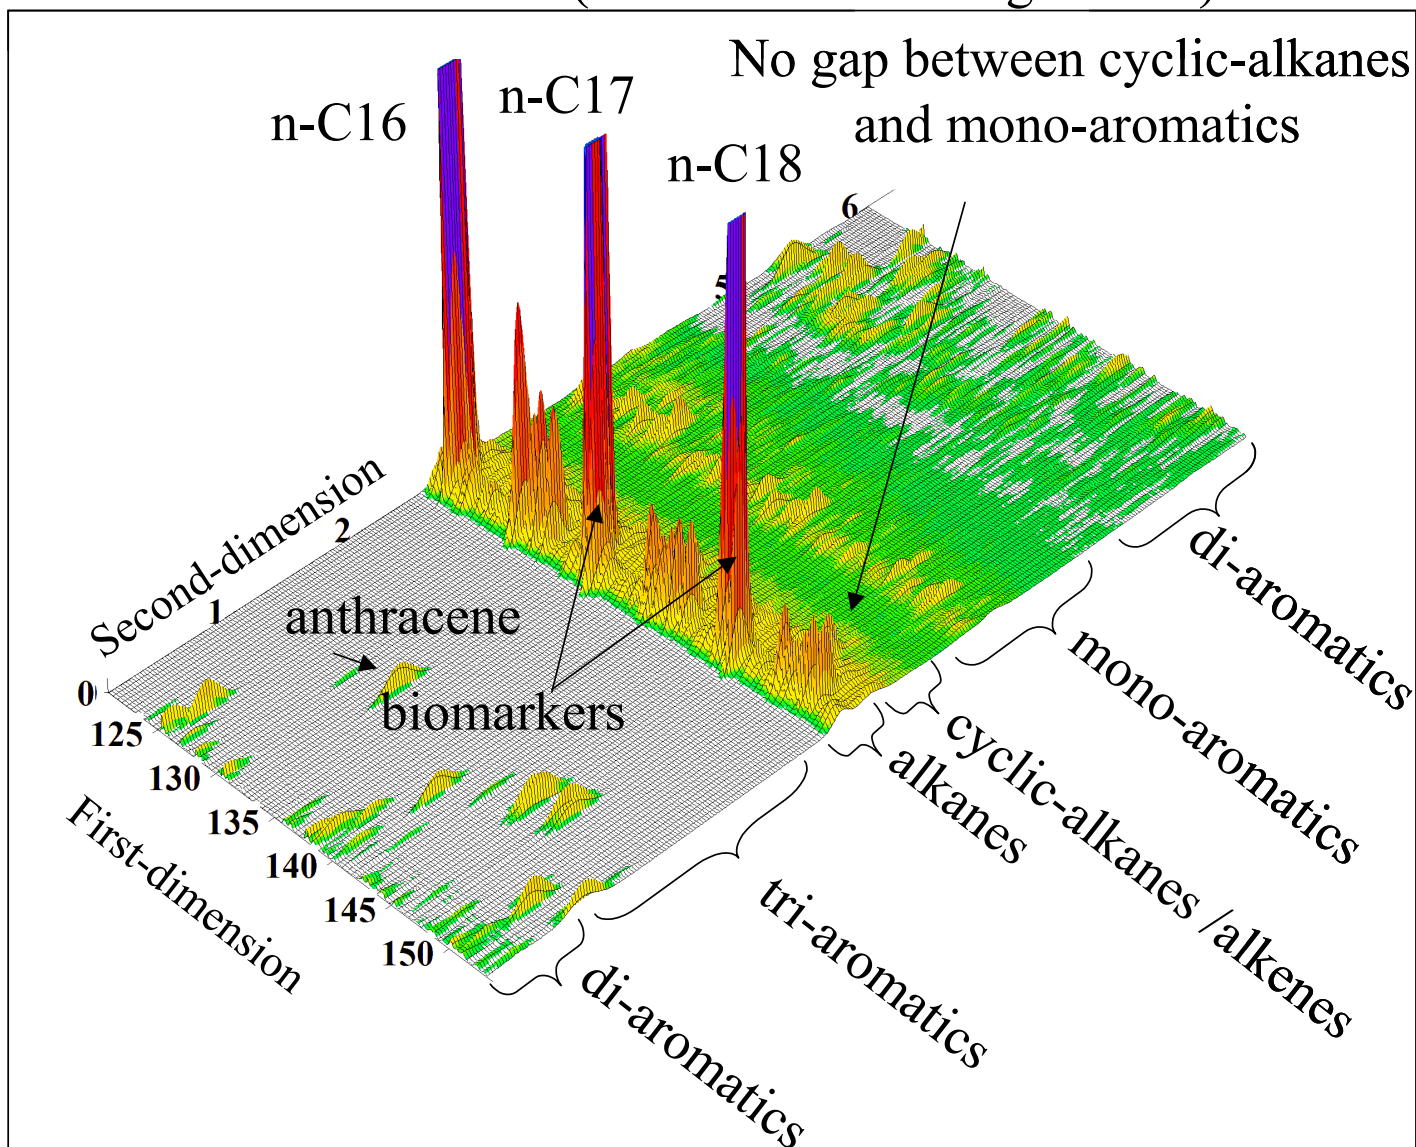 No gap between cyclic-alkanes
and mono-aromatics
n-C16
n-C17
n-C18
6
Second-dimension
2
1
0
anthracene
biomarkers
125
130
135
140
145
150
First-dimension
di-aromatics
mono-aromatics
cyclic-alkanes /alkenes
alkanes
tri-aromatics
di-aromatics